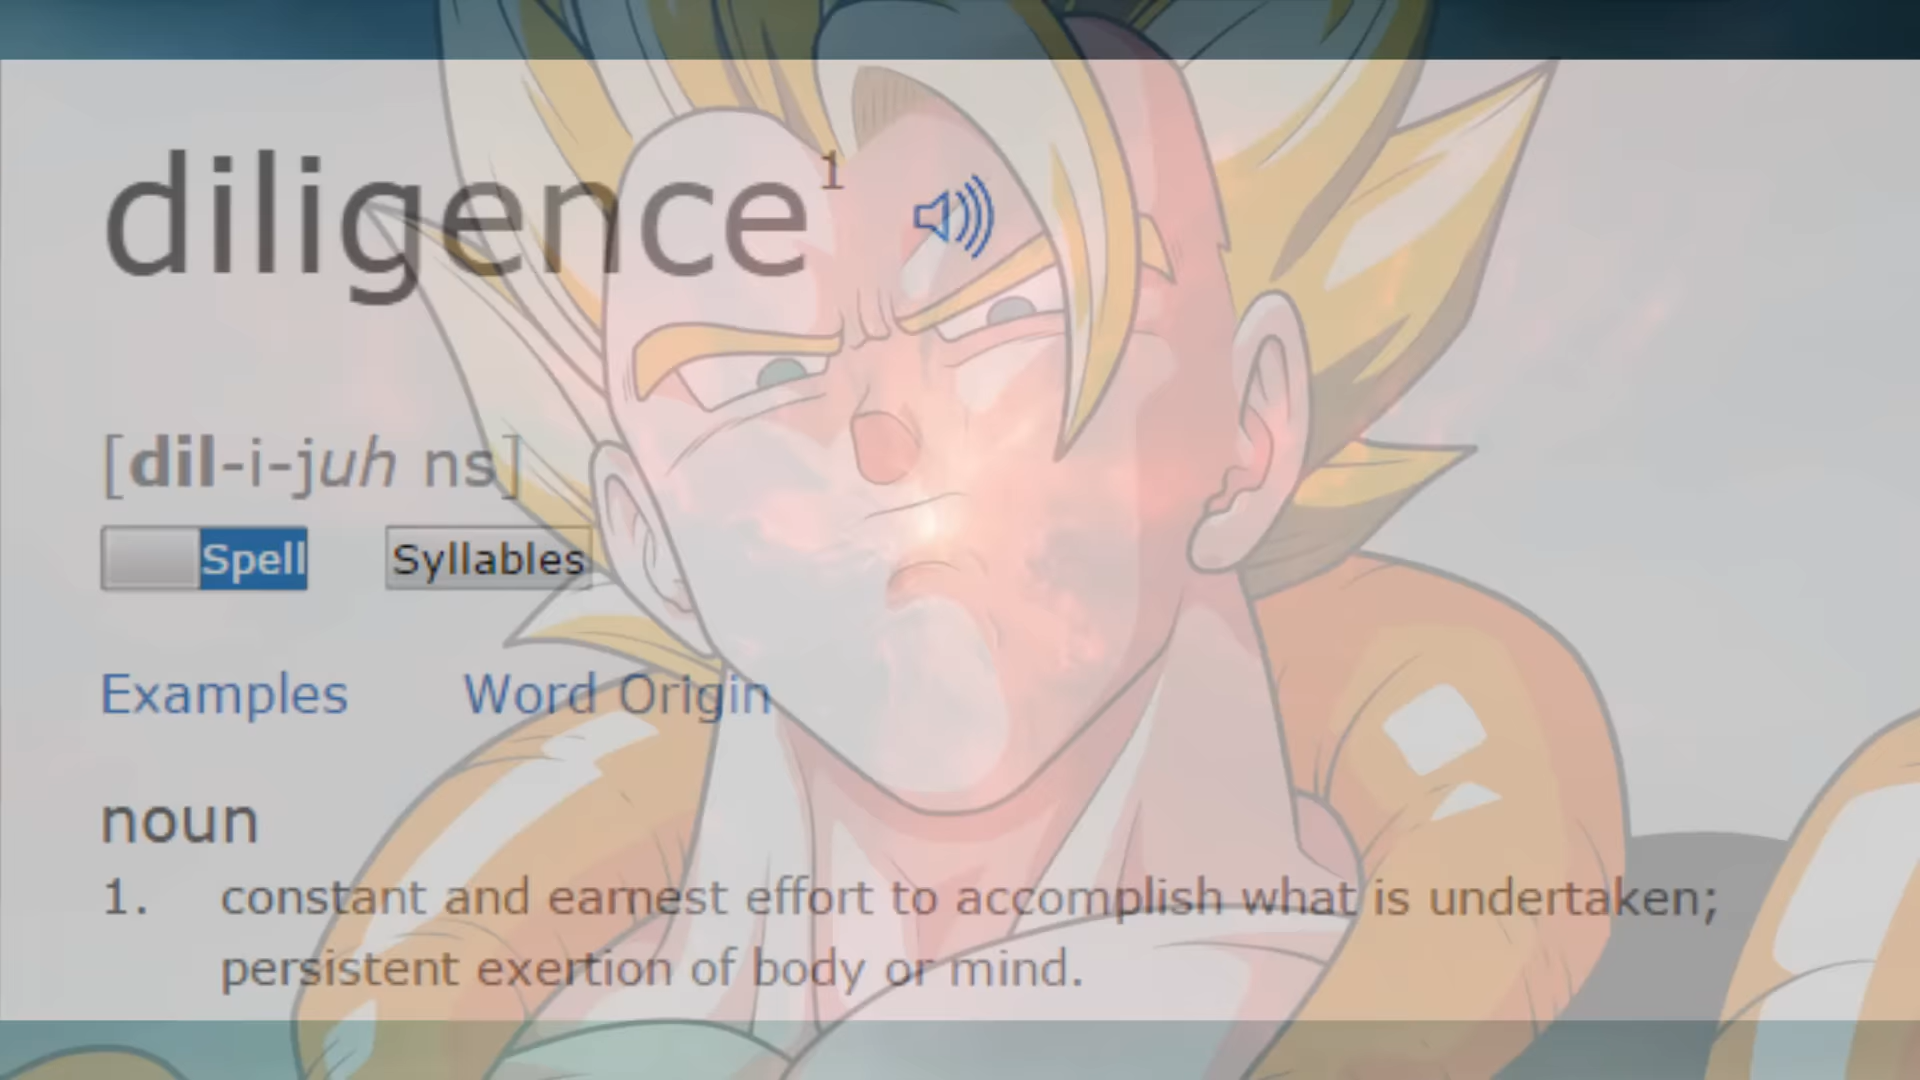 diligence¹
[dil-i-juh ns]
Spell Syllables
Examples Word Origin
noun
1. constant and earnest effort to accomplish what is undertaken;
persistent exertion of body or mind.